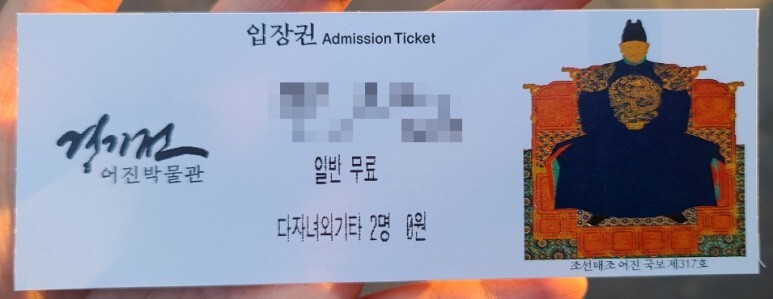 입장권 Admission Ticket
경기전
어진박물관
일반 무료
다자녀외기타 2명 0원
조선태조어진 국보 제317호